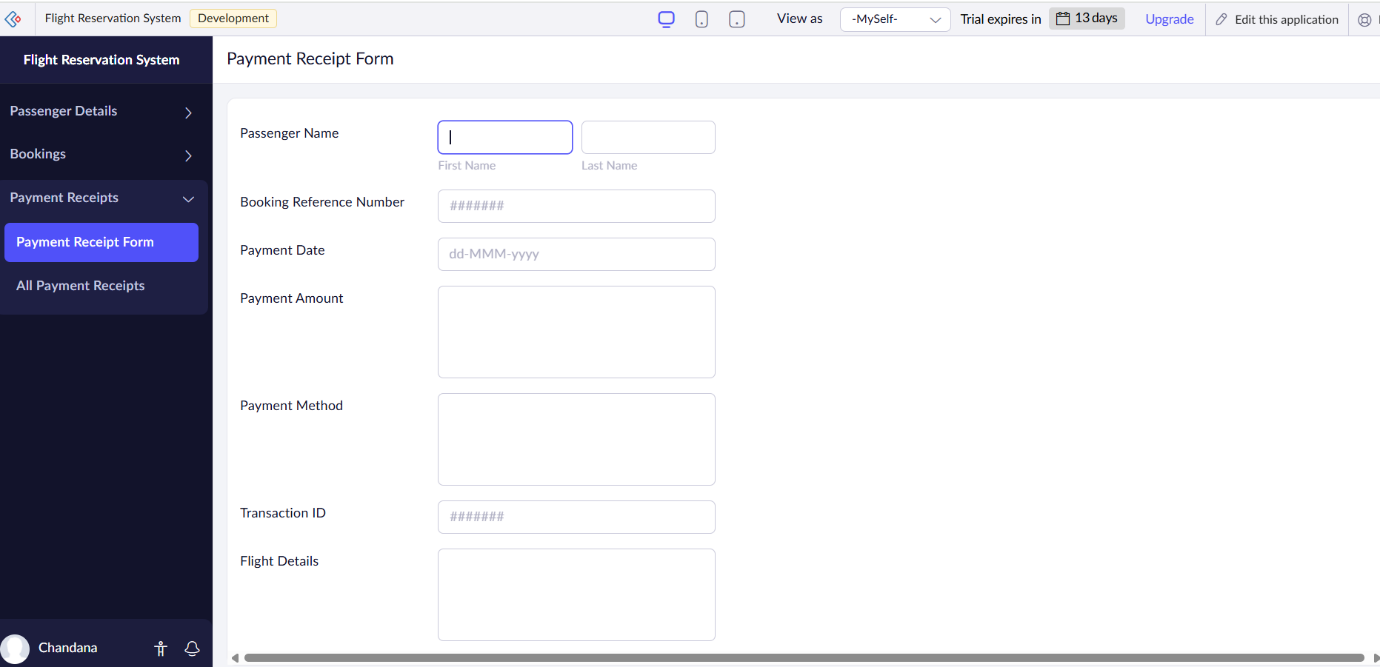 Flight Reservation System Development View as -MySelf- Trial expires in 13 days Upgrade Edit this application
Flight Reservation System
Payment Receipt Form
Passenger Details
Bookings
Payment Receipts
Payment Receipt Form
All Payment Receipts
Passenger Name
First Name Last Name
Booking Reference Number #######
Payment Date dd-MMM-yyyy
Payment Amount
Payment Method
Transaction ID #######
Flight Details
Chandana